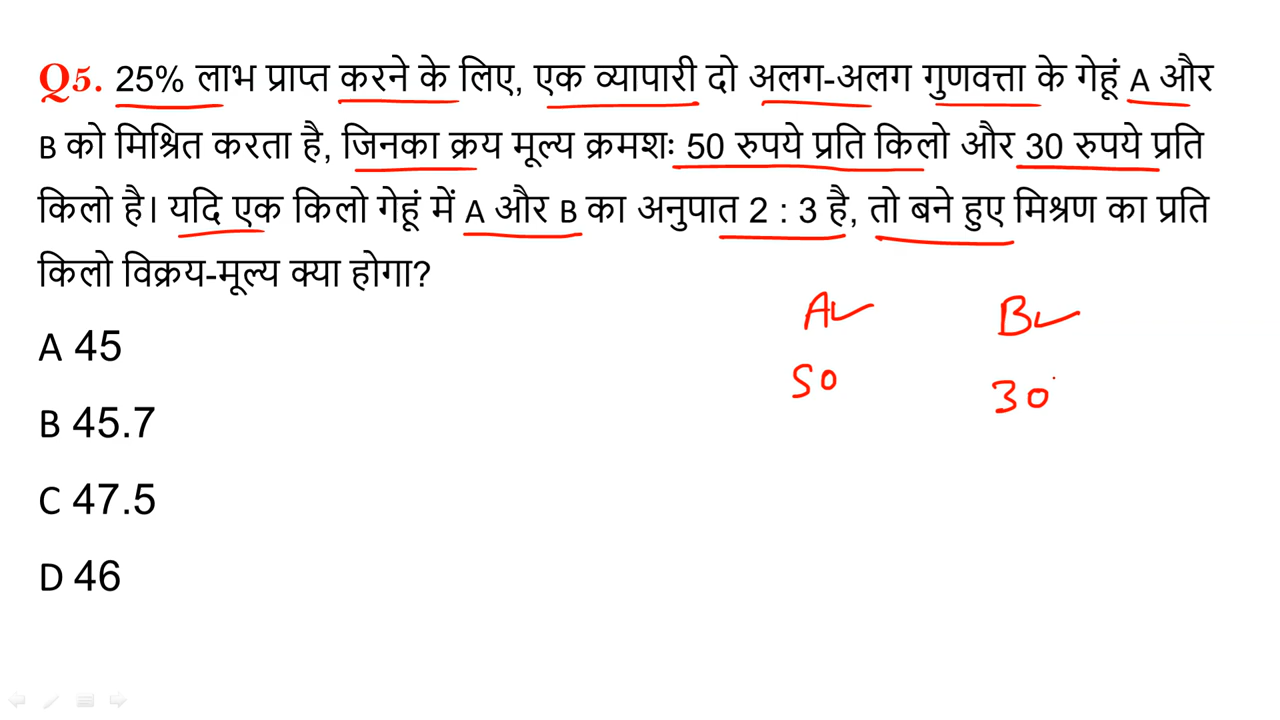 Q5. 25% लाभ प्राप्त करने के लिए, एक व्यापारी दो अलग-अलग गुणवत्ता के गेहूं A और
B को मिश्रित करता है, जिनका क्रय मूल्य क्रमशः 50 रुपये प्रति किलो और 30 रुपये प्रति
किलो है। यदि एक किलो गेहूं में A और B का अनुपात 2 : 3 है, तो बने हुए मिश्रण का प्रति
किलो विक्रय-मूल्य क्या होगा?
A 45
B 45.7
C 47.5
D 46
A B
50 30